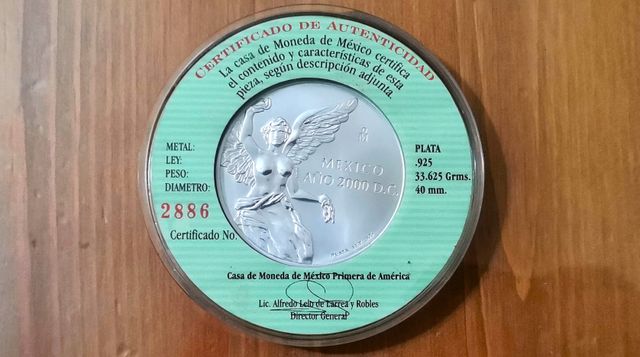 CERTIFICADO DE AUTENTICIDAD
La casa de Moneda de México certifica
el contenido y características de esta
pieza, según descripción adjunta.
METAL: PLATA
LEY: .925
PESO: 33.625 Grms.
DIAMETRO: 40 mm.
M
MEXICO
AÑO 2000 D.C.
2886
Certificado No.
Casa de Moneda de México Primera de América
Lic. Alfredo Lelo de Larrea y Robles
Director General